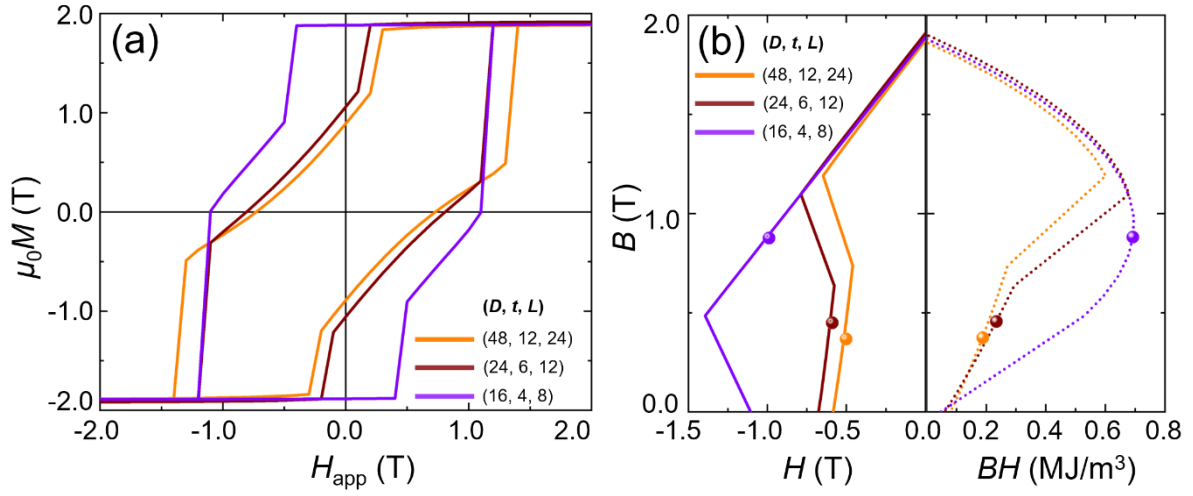 (a)
2.0
1.0
0.0
-1.0
-2.0
μ₀M (T)
-2.0 -1.0 0.0 1.0 2.0
H_app (T)
(D, t, L)
(48, 12, 24)
(24, 6, 12)
(16, 4, 8)
(b)
2.0
1.0
0.0
B (T)
(D, t, L)
(48, 12, 24)
(24, 6, 12)
(16, 4, 8)
-1.5 -1.0 -0.5 0.0 0.2 0.4 0.6 0.8
H (T) BH (MJ/m³)